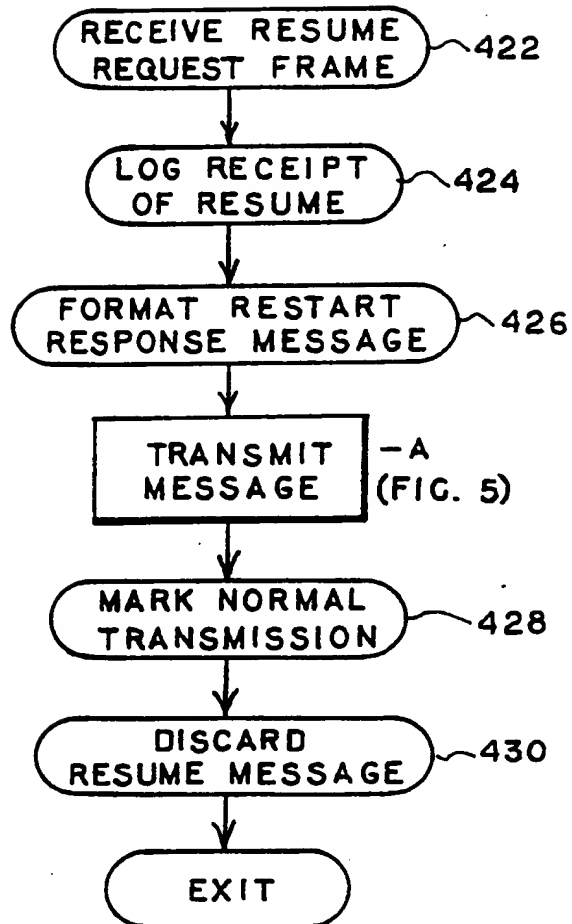 RECEIVE RESUME
REQUEST FRAME
422
LOG RECEIPT
OF RESUME
424
FORMAT RESTART
RESPONSE MESSAGE
426
TRANSMIT
MESSAGE
-A
(FIG. 5)
MARK NORMAL
TRANSMISSION
428
DISCARD
RESUME MESSAGE
430
EXIT